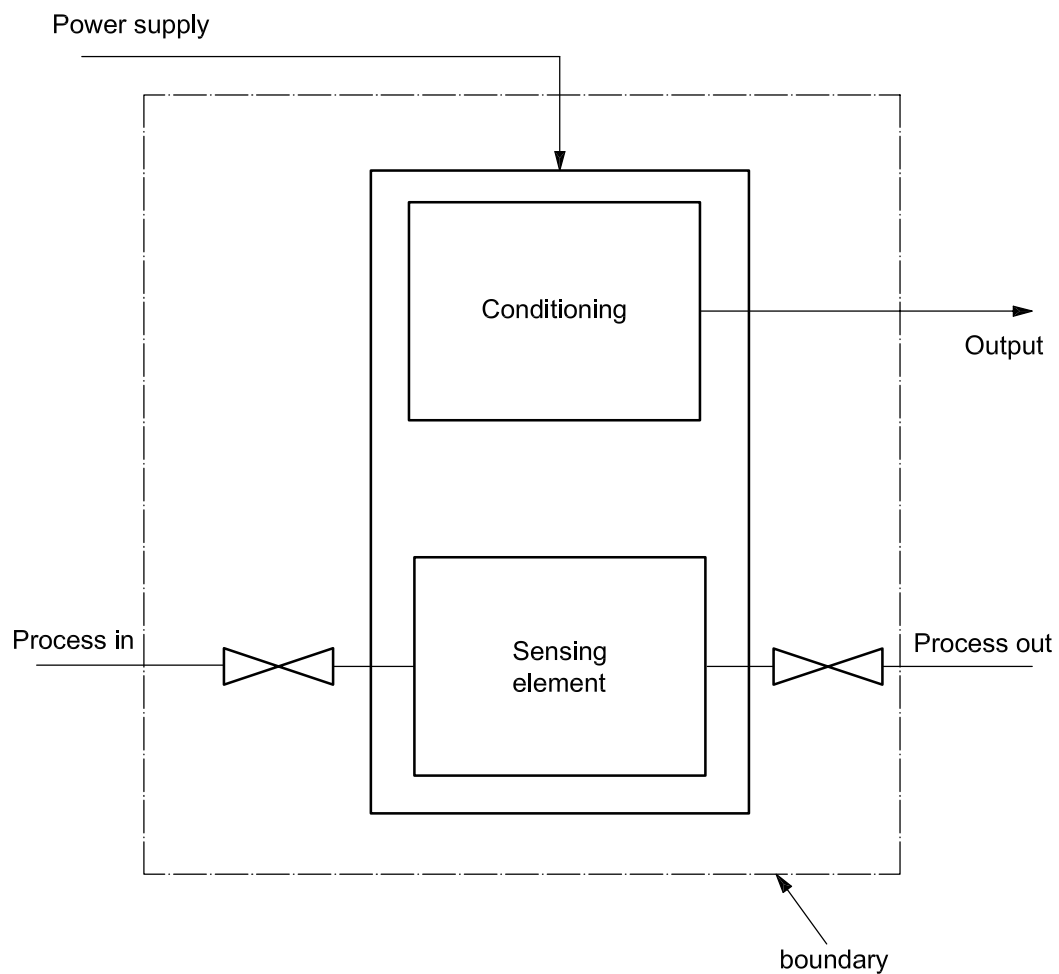 Power supply
Conditioning
Output
Process in
Sensing
element
Process out
boundary